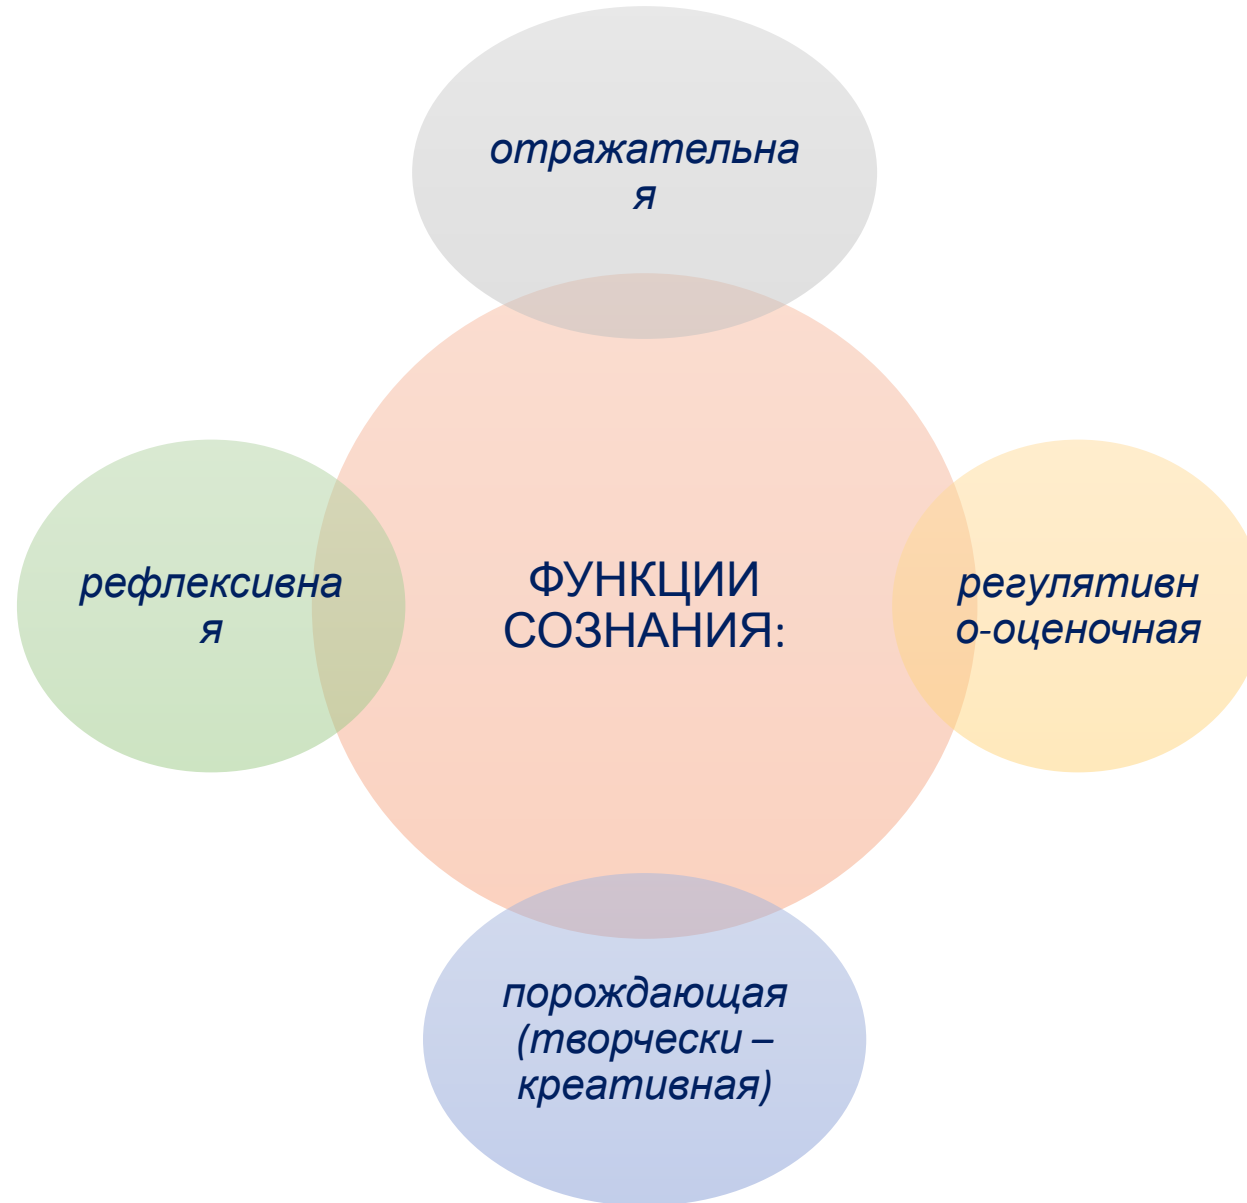 отражательна
я
рефлексивна
я
ФУНКЦИИ
СОЗНАНИЯ:
регулятивн
о-оценочная
порождающая
(творчески –
креативная)